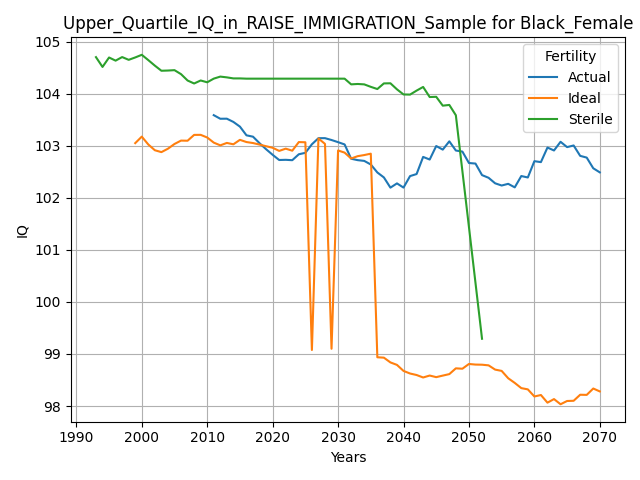 Upper_Quartile_IQ_in_RAISE_IMMIGRATION_Sample for Black_Female
Fertility
Actual
Ideal
Sterile
105
104
103
102
101
100
99
98
IQ
1990 2000 2010 2020 2030 2040 2050 2060 2070
Years